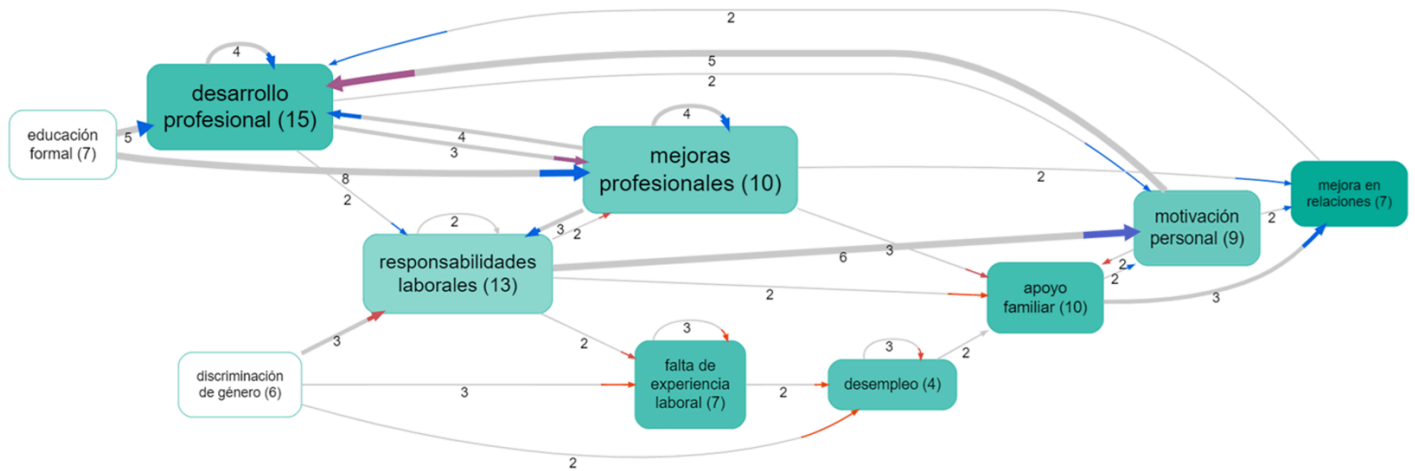 2
4
5
2
desarrollo
profesional (15)
educación
formal (7)
5
4
3
4
mejoras
profesionales (10)
8
2
2
mejora en
relaciones (7)
2
3
2
motivación
personal (9)
2
responsabilidades
laborales (13)
6
3
2
2
apoyo
familiar (10)
2
3
3
2
3
falta de
experiencia
laboral (7)
3
2
desempleo (4)
2
discriminación
de género (6)
3
2